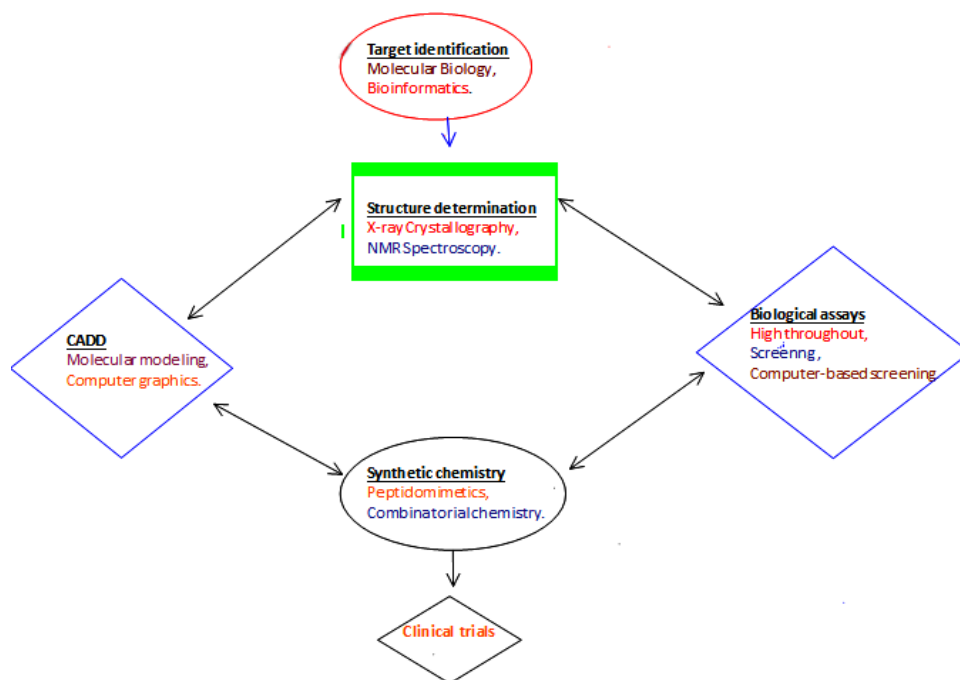 Target identification
Molecular Biology,
Bioinformatics.
Structure determination
X-ray Crystallography,
NMR Spectroscopy.
CADD
Molecular modeling,
Computer graphics.
Biological assays
High throughout,
Screenng,
Computer-based screening
Synthetic chemistry
Peptidomimetics,
Combinatorial chemistry.
Clinical trials